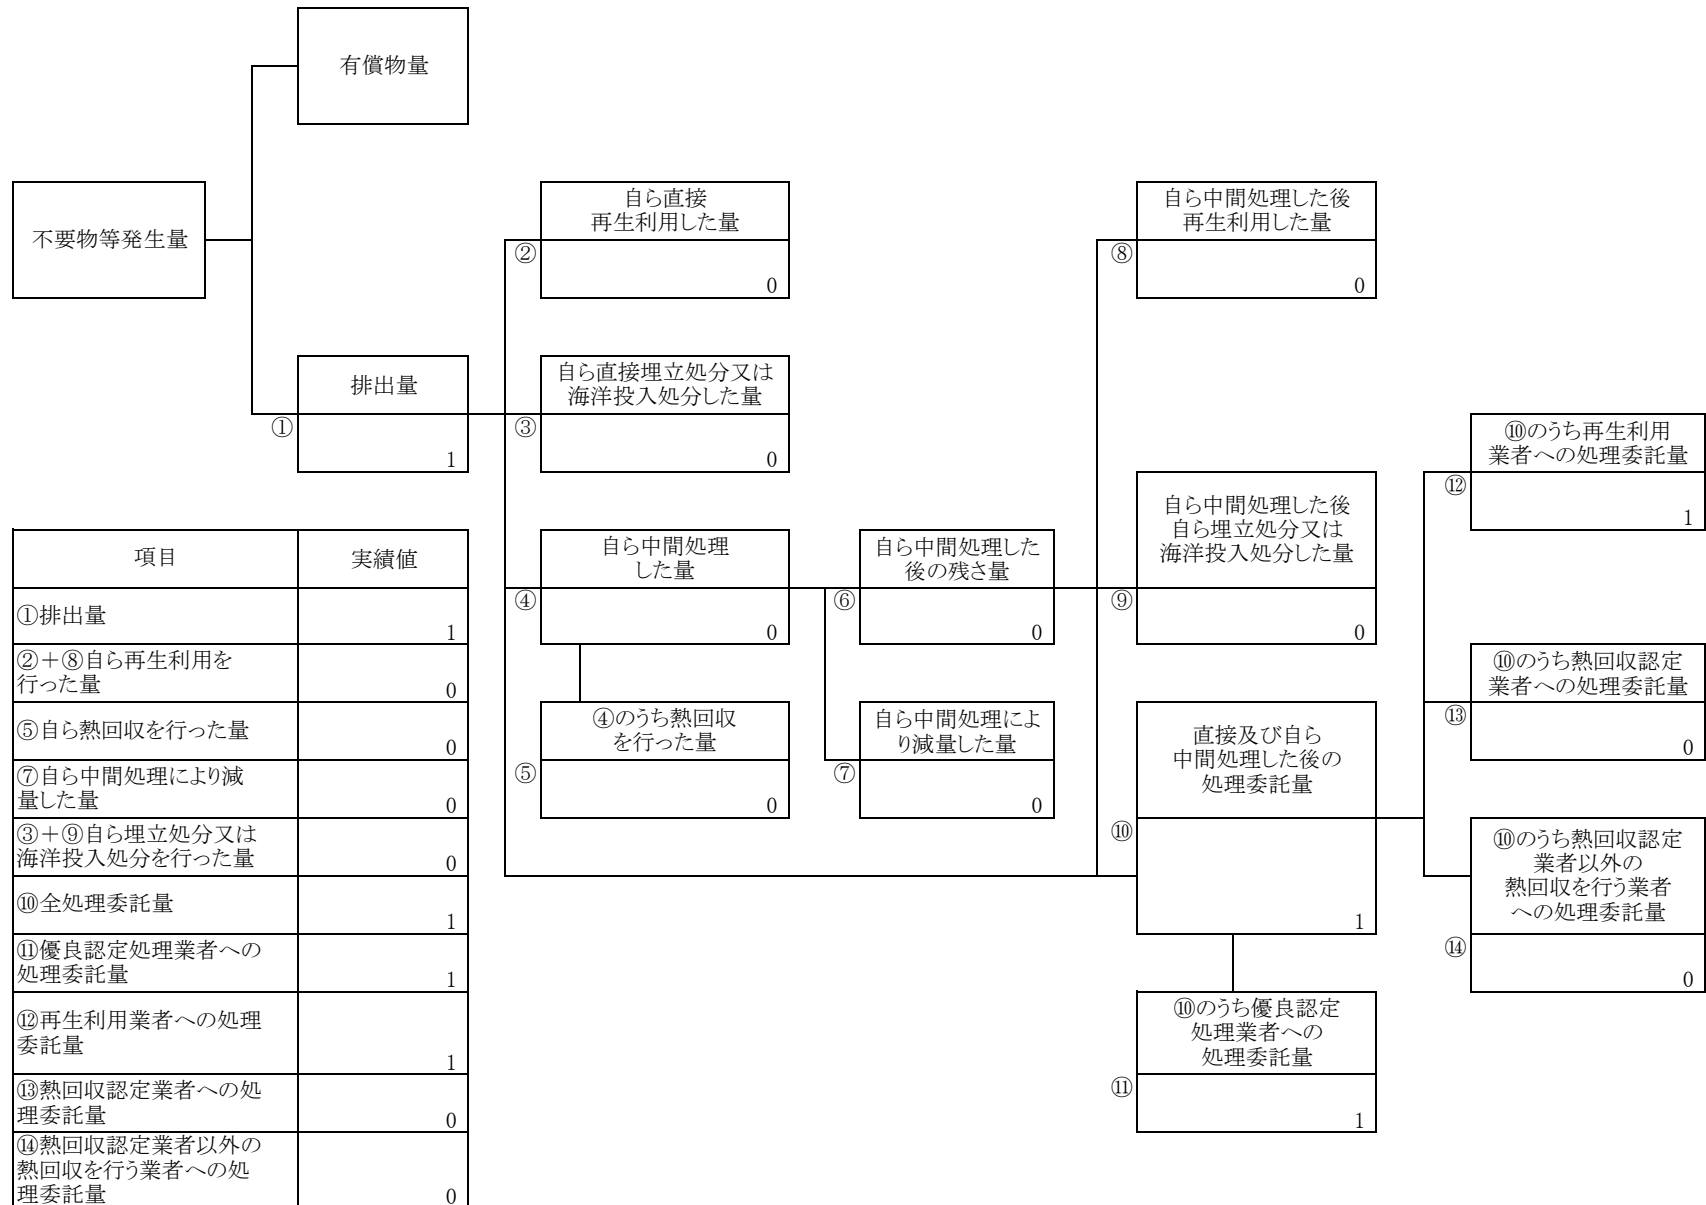 有償物量
不要物等発生量
自ら直接
再生利用した量
②
0
自ら中間処理した後
再生利用した量
⑧
0
排出量
①
1
自ら直接埋立処分又は
海洋投入処分した量
③
0
⑩のうち再生利用
業者への処理委託量
⑫
1
自ら中間処理
した量
④
0
自ら中間処理した
後の残さ量
⑥
0
自ら中間処理した後
自ら埋立処分又は
海洋投入処分した量
⑨
0
⑩のうち熱回収認定
業者への処理委託量
⑬
0
④のうち熱回収
を行った量
⑤
0
自ら中間処理によ
り減量した量
⑦
0
直接及び自ら
中間処理した後の
処理委託量
⑩
1
⑩のうち熱回収認定
業者以外の
熱回収を行う業者
への処理委託量
⑭
0
⑩のうち優良認定
処理業者への
処理委託量
⑪
1
項目 実績値
①排出量
1
②+⑧自ら再生利用を
行った量
0
⑤自ら熱回収を行った量
0
⑦自ら中間処理により減
量した量
0
③+⑨自ら埋立処分又は
海洋投入処分を行った量
0
⑩全処理委託量
1
⑪優良認定処理業者への
処理委託量
1
⑫再生利用業者への処理
委託量
1
⑬熱回収認定業者への処
理委託量
0
⑭熱回収認定業者以外の
熱回収を行う業者への処
理委託量
0